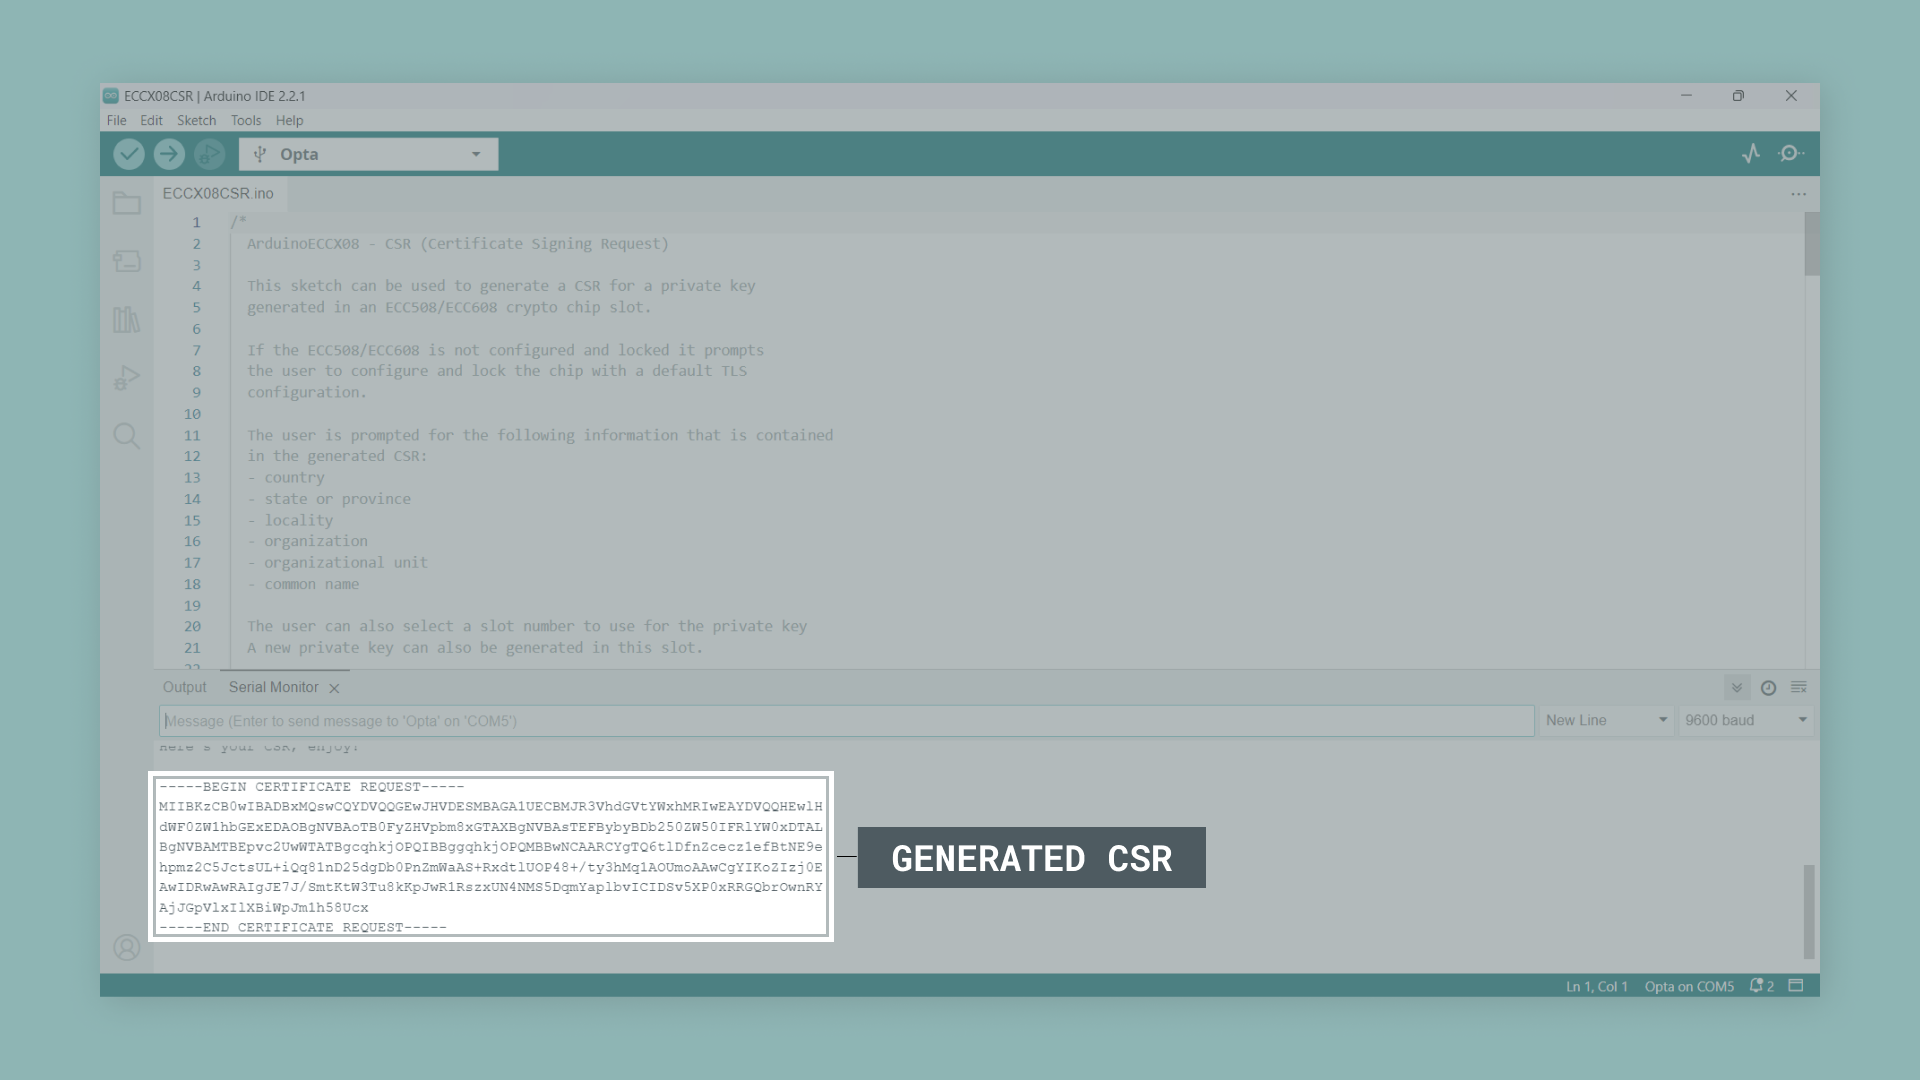 ECCX08CSR | Arduino IDE 2.2.1
File Edit Sketch Tools Help
Opta
ECCX08CSR.ino
1 /*
2 ArduinoECCX08 - CSR (Certificate Signing Request)
3
4 This sketch can be used to generate a CSR for a private key
5 generated in an ECC508/ECC608 crypto chip slot.
6
7 If the ECC508/ECC608 is not configured and locked it prompts
8 the user to configure and lock the chip with a default TLS
9 configuration.
10
11 The user is prompted for the following information that is contained
12 in the generated CSR:
13 - country
14 - state or province
15 - locality
16 - organization
17 - organizational unit
18 - common name
19
20 The user can also select a slot number to use for the private key
21 A new private key can also be generated in this slot.
22
Output Serial Monitor
Message (Enter to send message to 'Opta' on 'COM5') New Line 9600 baud
Here's your CSR, enjoy!
-----BEGIN CERTIFICATE REQUEST-----
MIIBKzCB0wIBADBxMQswCQYDVQQGEwJHVDESMBAGA1UECBMJR3VhdGVtYWxhMRIwEAYDVQQHEwlH
dWF0ZW1hbGExEDAOBgNVBAoTB0FyZHVpbm8xGTAXBgNVBAsTEFBybyBDb250ZW50IFRlYW0xDTAL
BgNVBAMTBEpvc2UwWTATBgcqhkjOPQIBBggqhkjOPQMBBwNCAARCYgTQ6tlDfnZcecz1efBtNE9e
hpmz2C5JctsUL+iQq81nD25dgDb0PnZmWaAS+RxdtlUOP48+/ty3hMq1AOUmoAAwCgYIKoZIzj0E
AwIDRwAwRAIgJE7J/SmtKtW3Tu8kKpJwR1RszxUN4NMS5DqmYaplbvICIDSv5XP0xRRGQbrOwnRY
AjJGpVlxIlXBiWpJm1h58Ucx
-----END CERTIFICATE REQUEST-----
GENERATED CSR
Ln 1, Col 1 Opta on COM5 2